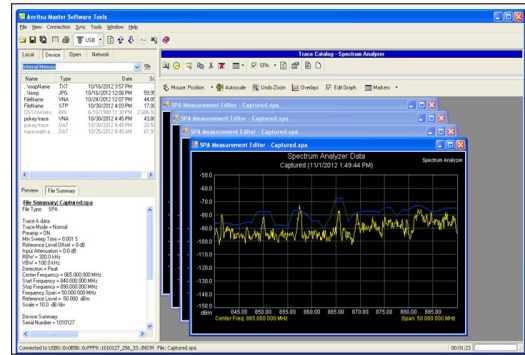 Anritsu Master Software Tools
File View Connection Sync Tools Window Help
USB
Local Device Open Network
Trace Catalog - Spectrum Analyzer
Internal Memory
SPA
Name Type Date
Mouse Position Autoscale Undo Zoom Overlays Edit Graph Markers
TXT 10/16/2012 3:57 PM
JPG 10/16/2012 12:06 PM
FileName VNA 10/24/2012 12:07 PM
FileName STP 10/30/2012 4:03 PM
pokey trace VNA 10/30/2012 4:45 PM
pokey trace DAT
SPA Measurement Editor - Captured.spa
SPA Measurement Editor - Captured.spa
SPA Measurement Editor - Captured.spa
SPA Measurement Editor - Captured.spa
Spectrum Analyzer Data
Captured (11/1/2012 1:49:44 PM)
Spectrum Analyzer
-50.0
-60.0
-70.0
-80.0
-90.0
-100.0
-110.0
-120.0
-130.0
-140.0
-150.0
dBm 845.00 850.00 855.00 860.00 865.00 870.00 875.00 880.00 885.00
Center Freq: 865.000 000 MHz Span: 50.000 000 MHz
Preview File Summary
File Summary: Captured.spa
File Type: SPA
Trace A data:
Trace Mode = Normal
Preamp = ON
Min Sweep Time = 0.001 S
Reference Level Offset = 0 dB
Input Attenuation = 0.0 dB
RBW = 300.0 kHz
VBW = 100.0 kHz
Detection = Peak
Center Frequency = 865.000 000 MHz
Start Frequency = 840.000 000 MHz
Stop Frequency = 890.000 000 MHz
Frequency Span = 50.000 000 MHz
Reference Level = -50.000 dBm
Scale = 10.0 dB/div
Device Summary:
Serial Number = 1010127
File: Captured.spa
00:01:23